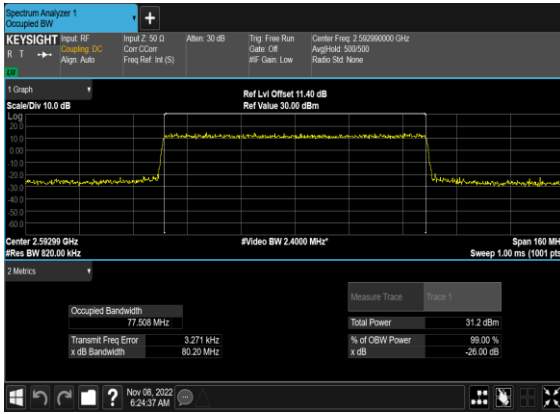 Spectrum Analyzer 1
Occupied BW
+
KEYSIGHT
R T
LW
Input: RF
Coupling: DC
Align: Auto
Input Z: 50 Ω
Corr CCorr
Freq Ref: Int (S)
Atten: 30 dB
Trig: Free Run
Gate: Off
#IF Gain: Low
Center Freq: 2.592990000 GHz
Avg|Hold: 500/500
Radio Std: None
1 Graph
Scale/Div 10.0 dB
Ref Lvl Offset 11.40 dB
Ref Value 30.00 dBm
Log
20.0
10.0
0.00
-10.0
-20.0
-30.0
-40.0
-50.0
-60.0
Center 2.59299 GHz
#Res BW 820.00 kHz
#Video BW 2.4000 MHz*
Span 160 MH
Sweep 1.00 ms (1001 pts
2 Metrics
Measure Trace
Trace 1
Occupied Bandwidth
77.508 MHz
Total Power
31.2 dBm
Transmit Freq Error
3.271 kHz
% of OBW Power
99.00 %
x dB Bandwidth
80.20 MHz
x dB
-26.00 dB
?
Nov 08, 2022
6:24:37 AM